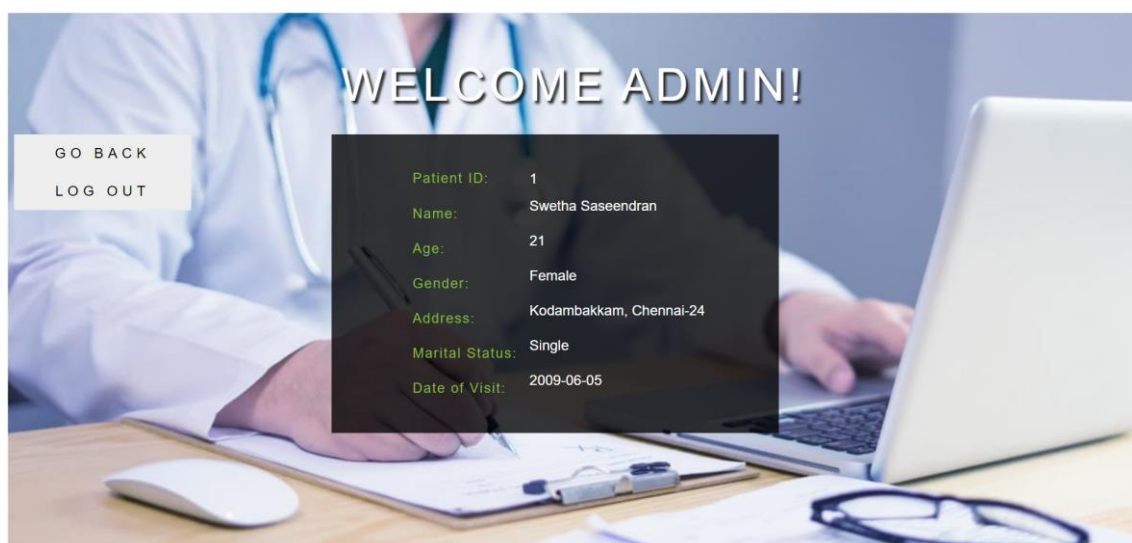 WELCOME ADMIN!
GO BACK
LOG OUT
Patient ID: 1
Name: Swetha Saseendran
Age: 21
Gender: Female
Address: Kodambakkam, Chennai-24
Marital Status: Single
Date of Visit: 2009-06-05